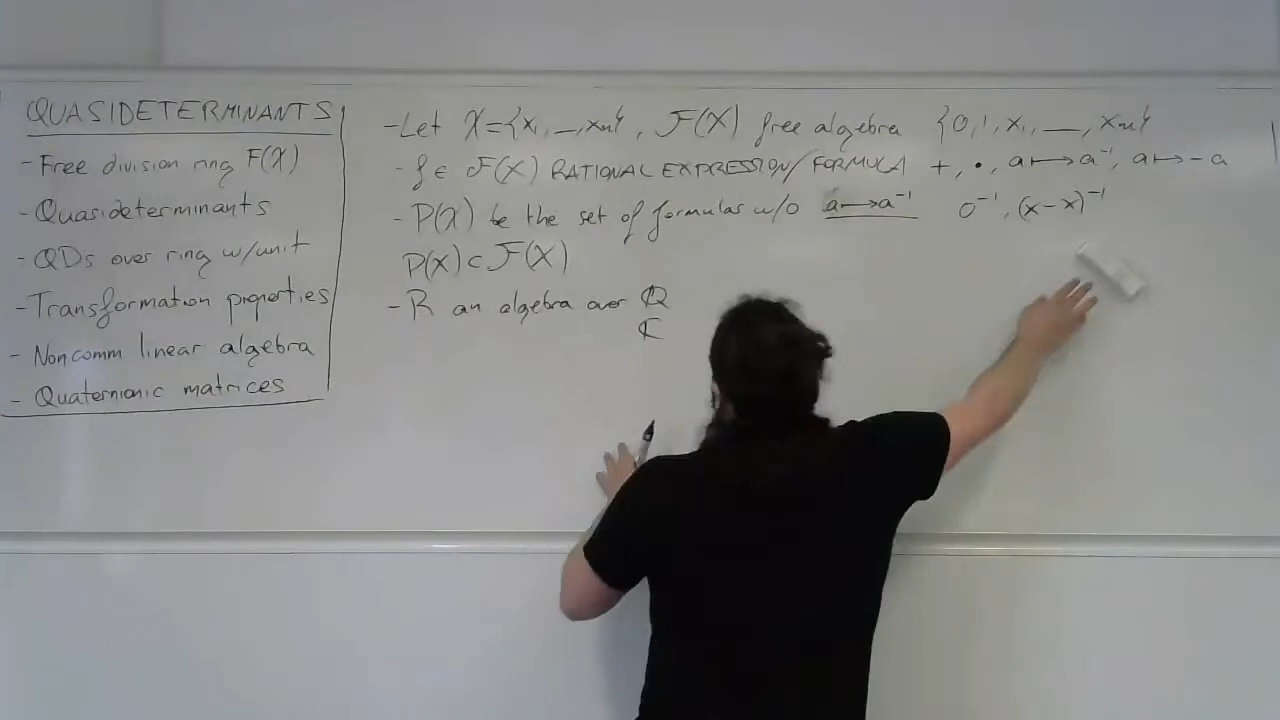 QUASIDETERMINANTS
- Free division ring F(X)
- Quasideterminants
- QDs over ring w/unit
- Transformation properties
- Noncomm linear algebra
- Quaternionic matrices
- Let X={x₁, —, xₘ}, F(X) free algebra {0, 1, x₁, —, xₘ}
- f ∈ F(X) RATIONAL EXPRESSION/FORMULA +, •, a↦a⁻¹, a↦-a
- P(X) be the set of formulas w/o a↦a⁻¹ 0⁻¹, (x-x)⁻¹
P(X) ⊂ F(X)
- R an algebra over Q
C